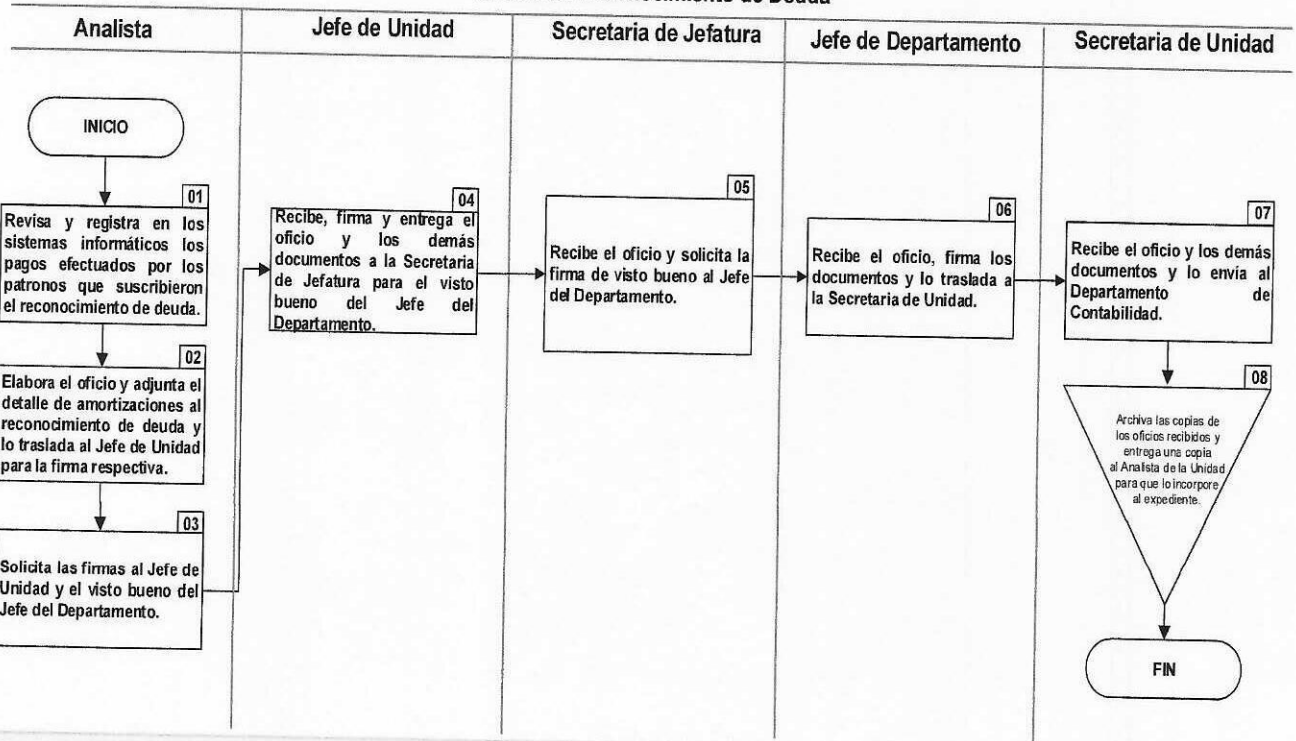 de Deuda
Analista
Jefe de Unidad
Secretaria de Jefatura
Jefe de Departamento
Secretaria de Unidad
INICIO
01
Revisa y registra en los
sistemas informáticos los
pagos efectuados por los
patronos que suscribieron
el reconocimiento de deuda.
02
Elabora el oficio y adjunta el
detalle de amortizaciones al
reconocimiento de deuda y
lo traslada al Jefe de Unidad
para la firma respectiva.
03
Solicita las firmas al Jefe de
Unidad y el visto bueno del
Jefe del Departamento.
04
Recibe, firma y entrega el
oficio y los demás
documentos a la Secretaria
de Jefatura para el visto
bueno del Jefe del
Departamento.
05
Recibe el oficio y solicita la
firma de visto bueno al Jefe
del Departamento.
06
Recibe el oficio, firma los
documentos y lo traslada a
la Secretaria de Unidad.
07
Recibe el oficio y los demás
documentos y lo envía al
Departamento de
Contabilidad.
08
Archiva las copias de
los oficios recibidos y
entrega una copia
al Analista de la Unidad
para que lo incorpore
al expediente.
FIN